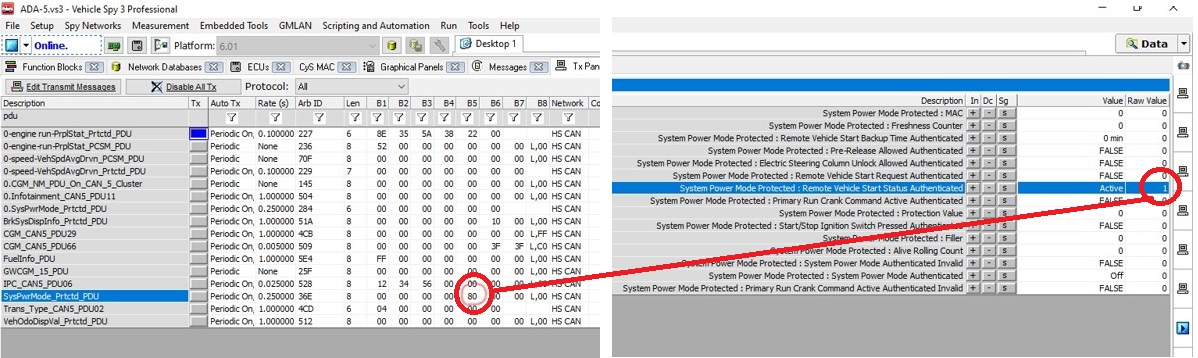 ADA-5.vs3 - Vehicle Spy 3 Professional
File Setup Spy Networks Measurement Embedded Tools GMLAN Scripting and Automation Run Tools Help
Online. Platform: 6.01 Desktop 1
Data
Function Blocks Network Databases ECUs CyS MAC Graphical Panels Messages Tx Pan
Edit Transmit Messages Disable All Tx Protocol: All
Description Tx Auto Tx Rate (s) Arb ID Len B1 B2 B3 B4 B5 B6 B7 B8 Network Co
pdu
0-engine run-PrplStat_Prtctd_PDU Periodic On, 0.100000 227 6 8E 35 5A 38 22 00 HS CAN
0-engine-run-VehSpdAvgDrvn_PCSM_PDU Periodic None 236 8 52 00 00 00 00 00 00 L,00 HS CAN
0-speed-VehSpdAvgDrvn_PCSM_PDU Periodic None 70F 8 00 00 00 00 00 00 00 L,00 HS CAN
0-speed-VehSpdAvgDrvn_Prtctd_PDU Periodic On, 0.100000 229 7 00 00 00 00 00 00 00 HS CAN
0.CGM_NM_PDU_On_CAN_5_Cluster Periodic None 145 8 00 00 00 00 00 00 00 L,00 HS CAN
0.Infotainment_CAN5_PDU11 Periodic On, 1.000000 504 8 00 00 00 00 00 00 00 L,00 HS CAN
0.SysPwrMode_Prtctd_PDU Periodic On, 0.250000 284 6 00 00 00 00 00 00 HS CAN
BrkSysDispInfo_Prtctd_PDU Periodic On, 1.000000 51A 8 00 00 00 00 00 00 00 L,00 HS CAN
CGM_CAN5_PDU29 Periodic On, 1.000000 4CB 8 00 00 00 00 00 00 00 L,FF HS CAN
CGM_CAN5_PDU66 Periodic On, 0.005000 509 8 00 00 00 00 00 3F 3F L,00 HS CAN
FuelInfo_PDU Periodic On, 1.000000 5E4 8 FF 00 00 00 00 00 00 L,00 HS CAN
GWCGM_15_PDU Periodic None 25F 8 00 00 00 00 00 00 00 L,00 HS CAN
IPC_CAN5_PDU06 Periodic On, 0.025000 528 8 12 34 56 00 00 00 00 L,00 HS CAN
SysPwrMode_Prtctd_PDU Periodic On, 0.250000 36E 8 00 00 00 00 80 00 00 L,00 HS CAN
Trans_Type_CAN5_PDU02 Periodic On, 1.000000 4CD 6 04 00 00 00 00 00 HS CAN
VehOdoDispVal_Prtctd_PDU Periodic On, 1.000000 512 8 00 00 00 00 00 00 00 L,00 HS CAN
Description In Dc Sg Value Raw Value
System Power Mode Protected : MAC + - s 0 0
System Power Mode Protected : Freshness Counter + - s 0 0
System Power Mode Protected : Remote Vehicle Start Backup Time Authenticated + - s 0 min 0
System Power Mode Protected : Pre-Release Allowed Authenticated + - s FALSE 0
System Power Mode Protected : Electric Steering Column Unlock Allowed Authenticated + - s FALSE 0
System Power Mode Protected : Remote Vehicle Start Request Authenticated + - s FALSE 0
System Power Mode Protected : Remote Vehicle Start Status Authenticated + - s Active 1
System Power Mode Protected : Primary Run Crank Command Active Authenticated + - s FALSE 0
System Power Mode Protected : Protection Value + - s 0 0
System Power Mode Protected : Start/Stop Ignition Switch Pressed Authenticated + - s FALSE 0
System Power Mode Protected : Filler + - s 0 0
System Power Mode Protected : Alive Rolling Count + - s 0 0
System Power Mode Protected : System Power Mode Authenticated Invalid + - s FALSE 0
System Power Mode Protected : System Power Mode Authenticated + - s Off 0
System Power Mode Protected : Primary Run Crank Command Active Authenticated Invalid + - s FALSE 0